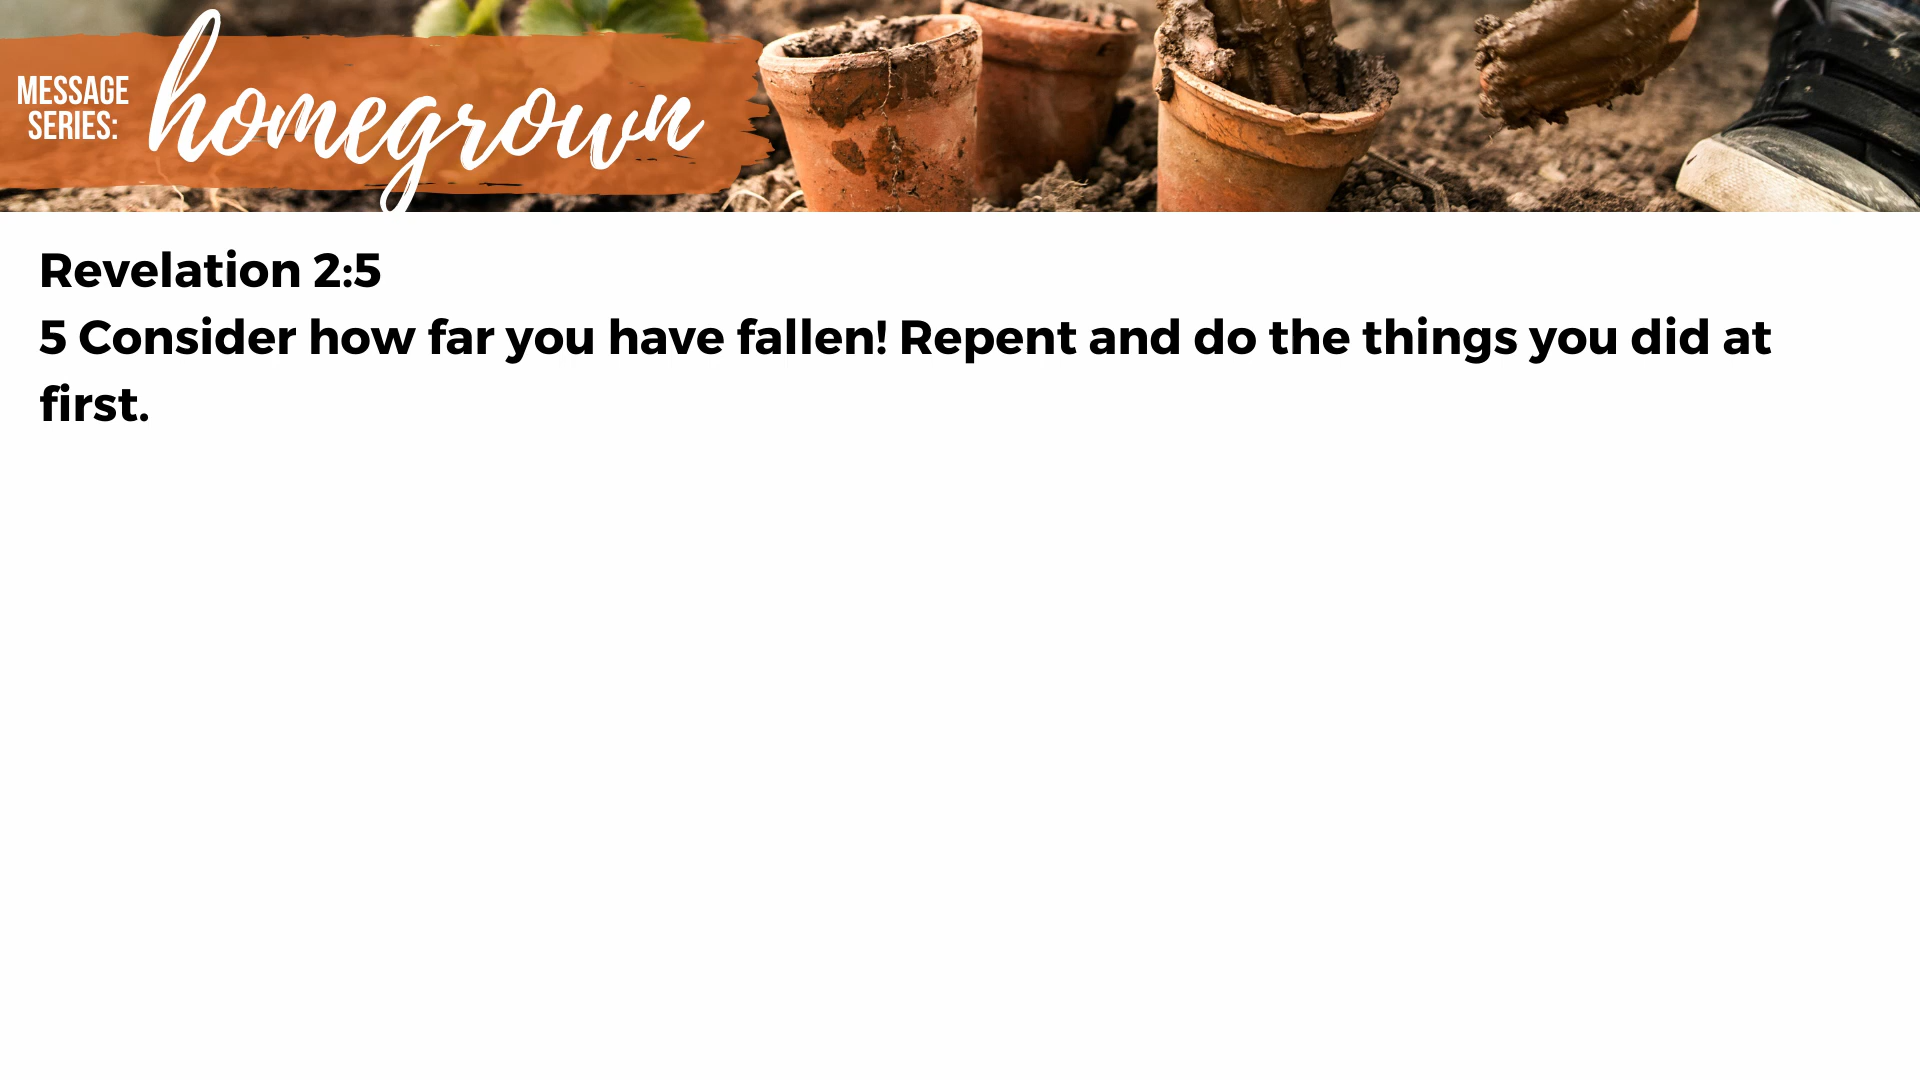 MESSAGE
SERIES:
homegrown
Revelation 2:5
5 Consider how far you have fallen! Repent and do the things you did at
first.